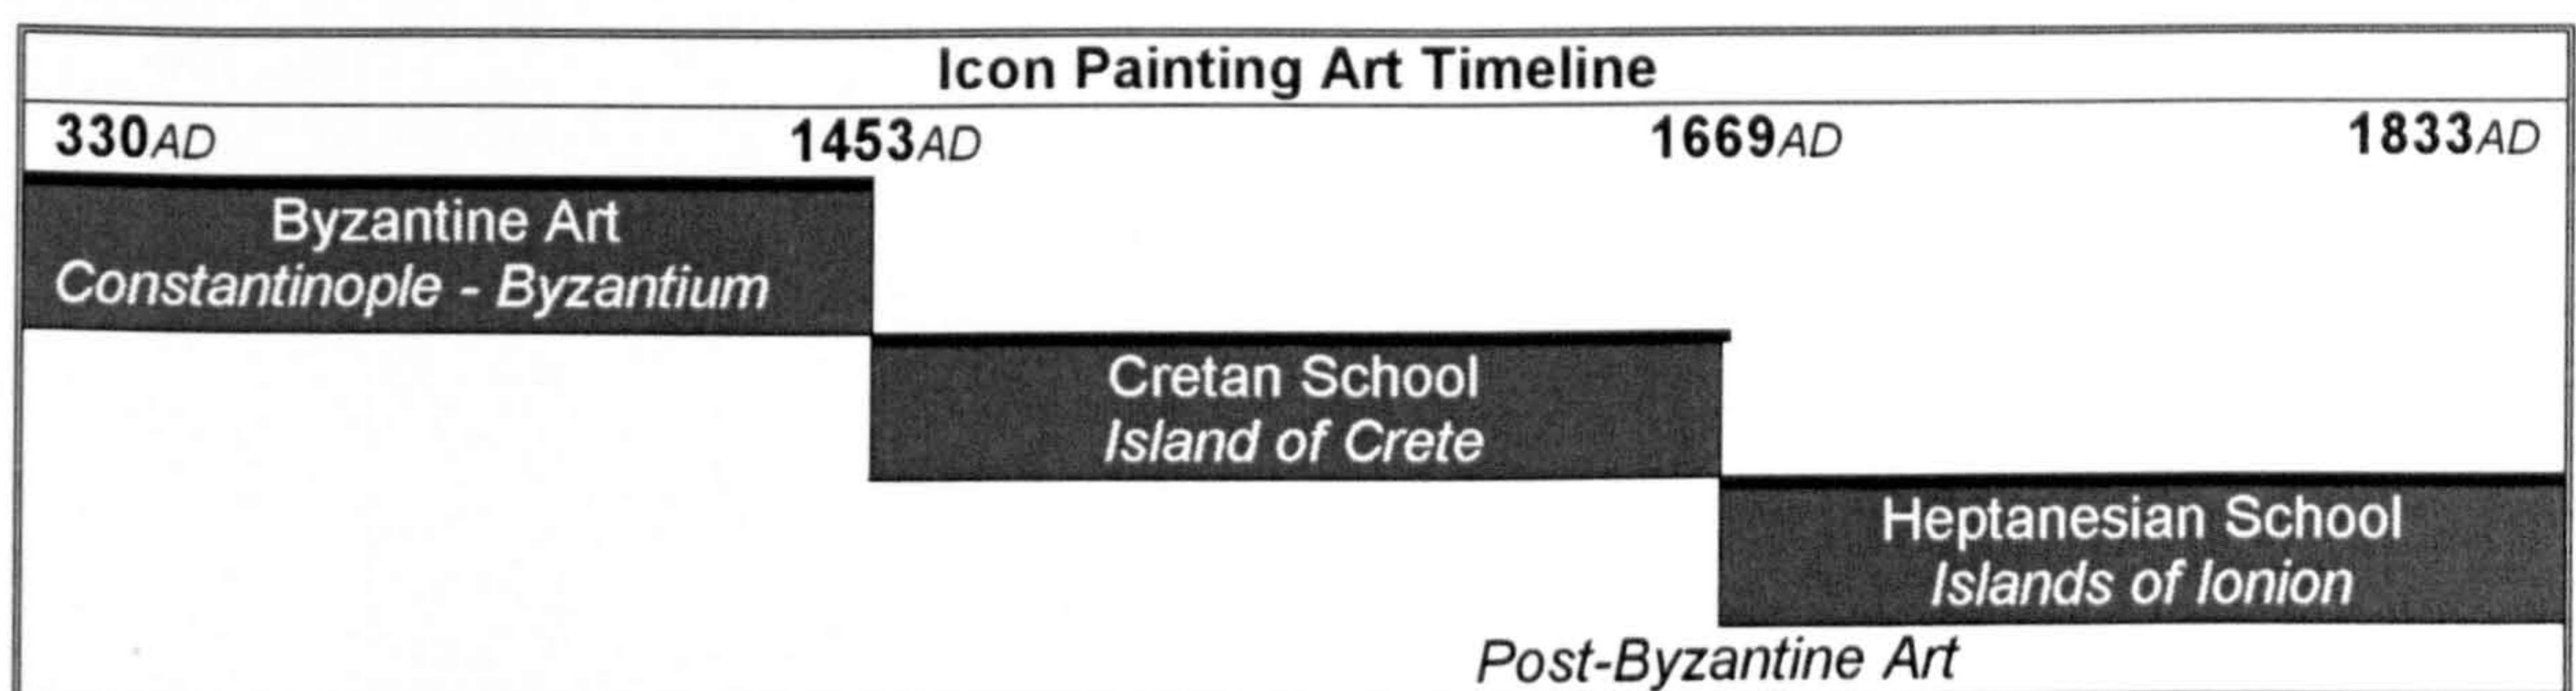 Icon Painting Art Timeline
330AD 1453AD 1669AD 1833AD
Byzantine Art
Constantinople - Byzantium
Cretan School
Island of Crete
Heptanesian School
Islands of Ionion
Post-Byzantine Art